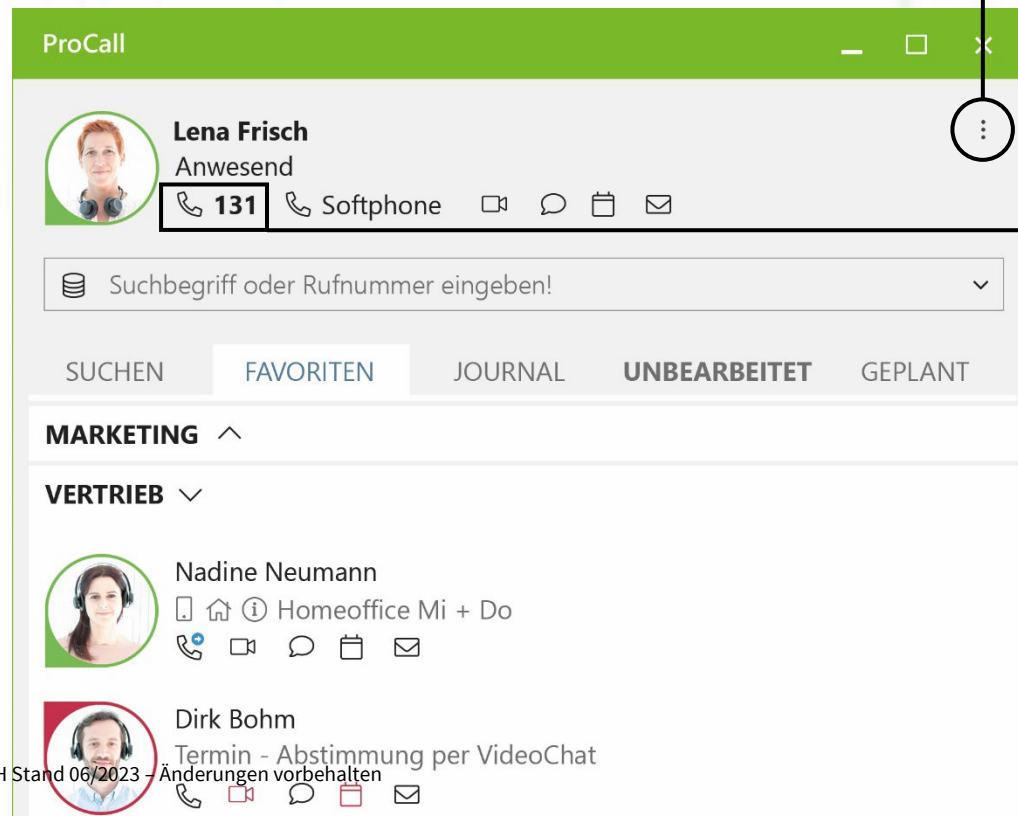 ProCall
Lena Frisch
Anwesend
131 Softphone
Suchbegriff oder Rufnummer eingeben!
SUCHEN FAVORITEN JOURNAL UNBEARBEITET GEPLANT
MARKETING
VERTRIEB
Nadine Neumann
Homeoffice Mi + Do
Dirk Bohm
Termin - Abstimmung per VideoChat
H Stand 06/2023 – Änderungen vorbehalten